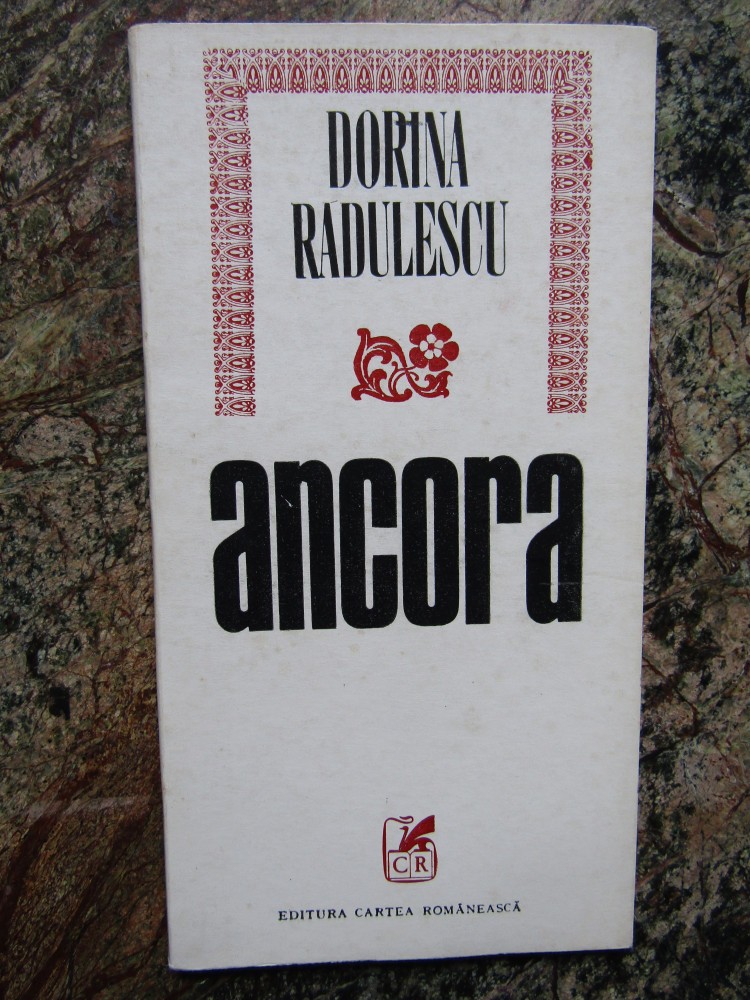 DORINA
RĂDULESCU
ancora
CR
EDITURA CARTEA ROMÂNEASCĂ